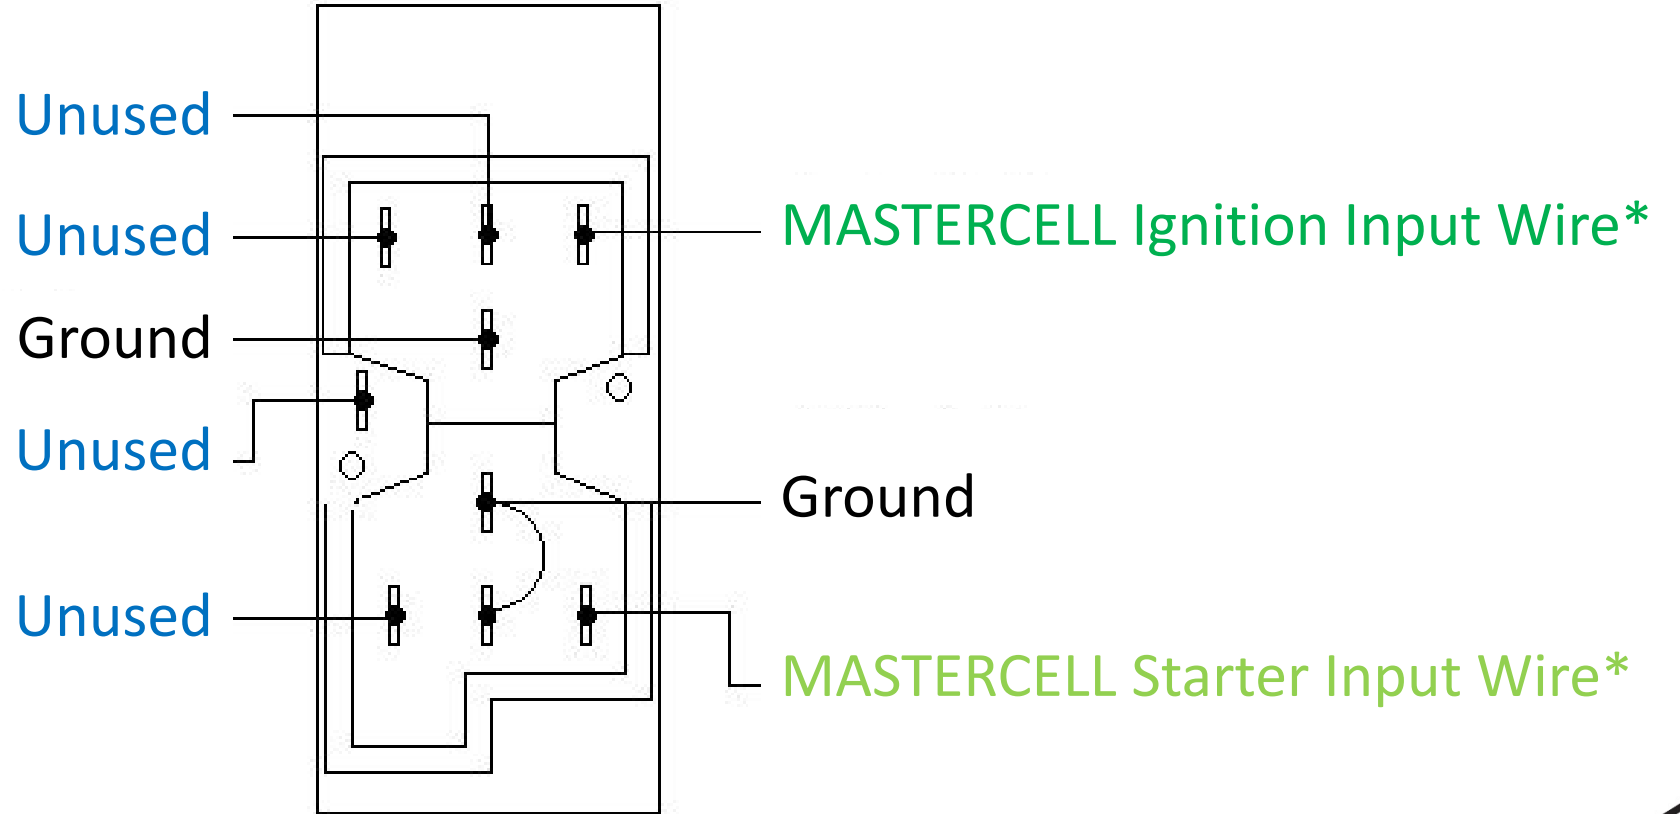 Unused
Unused
MASTERCELL Ignition Input Wire*
Ground
Unused
Ground
Unused
MASTERCELL Starter Input Wire*